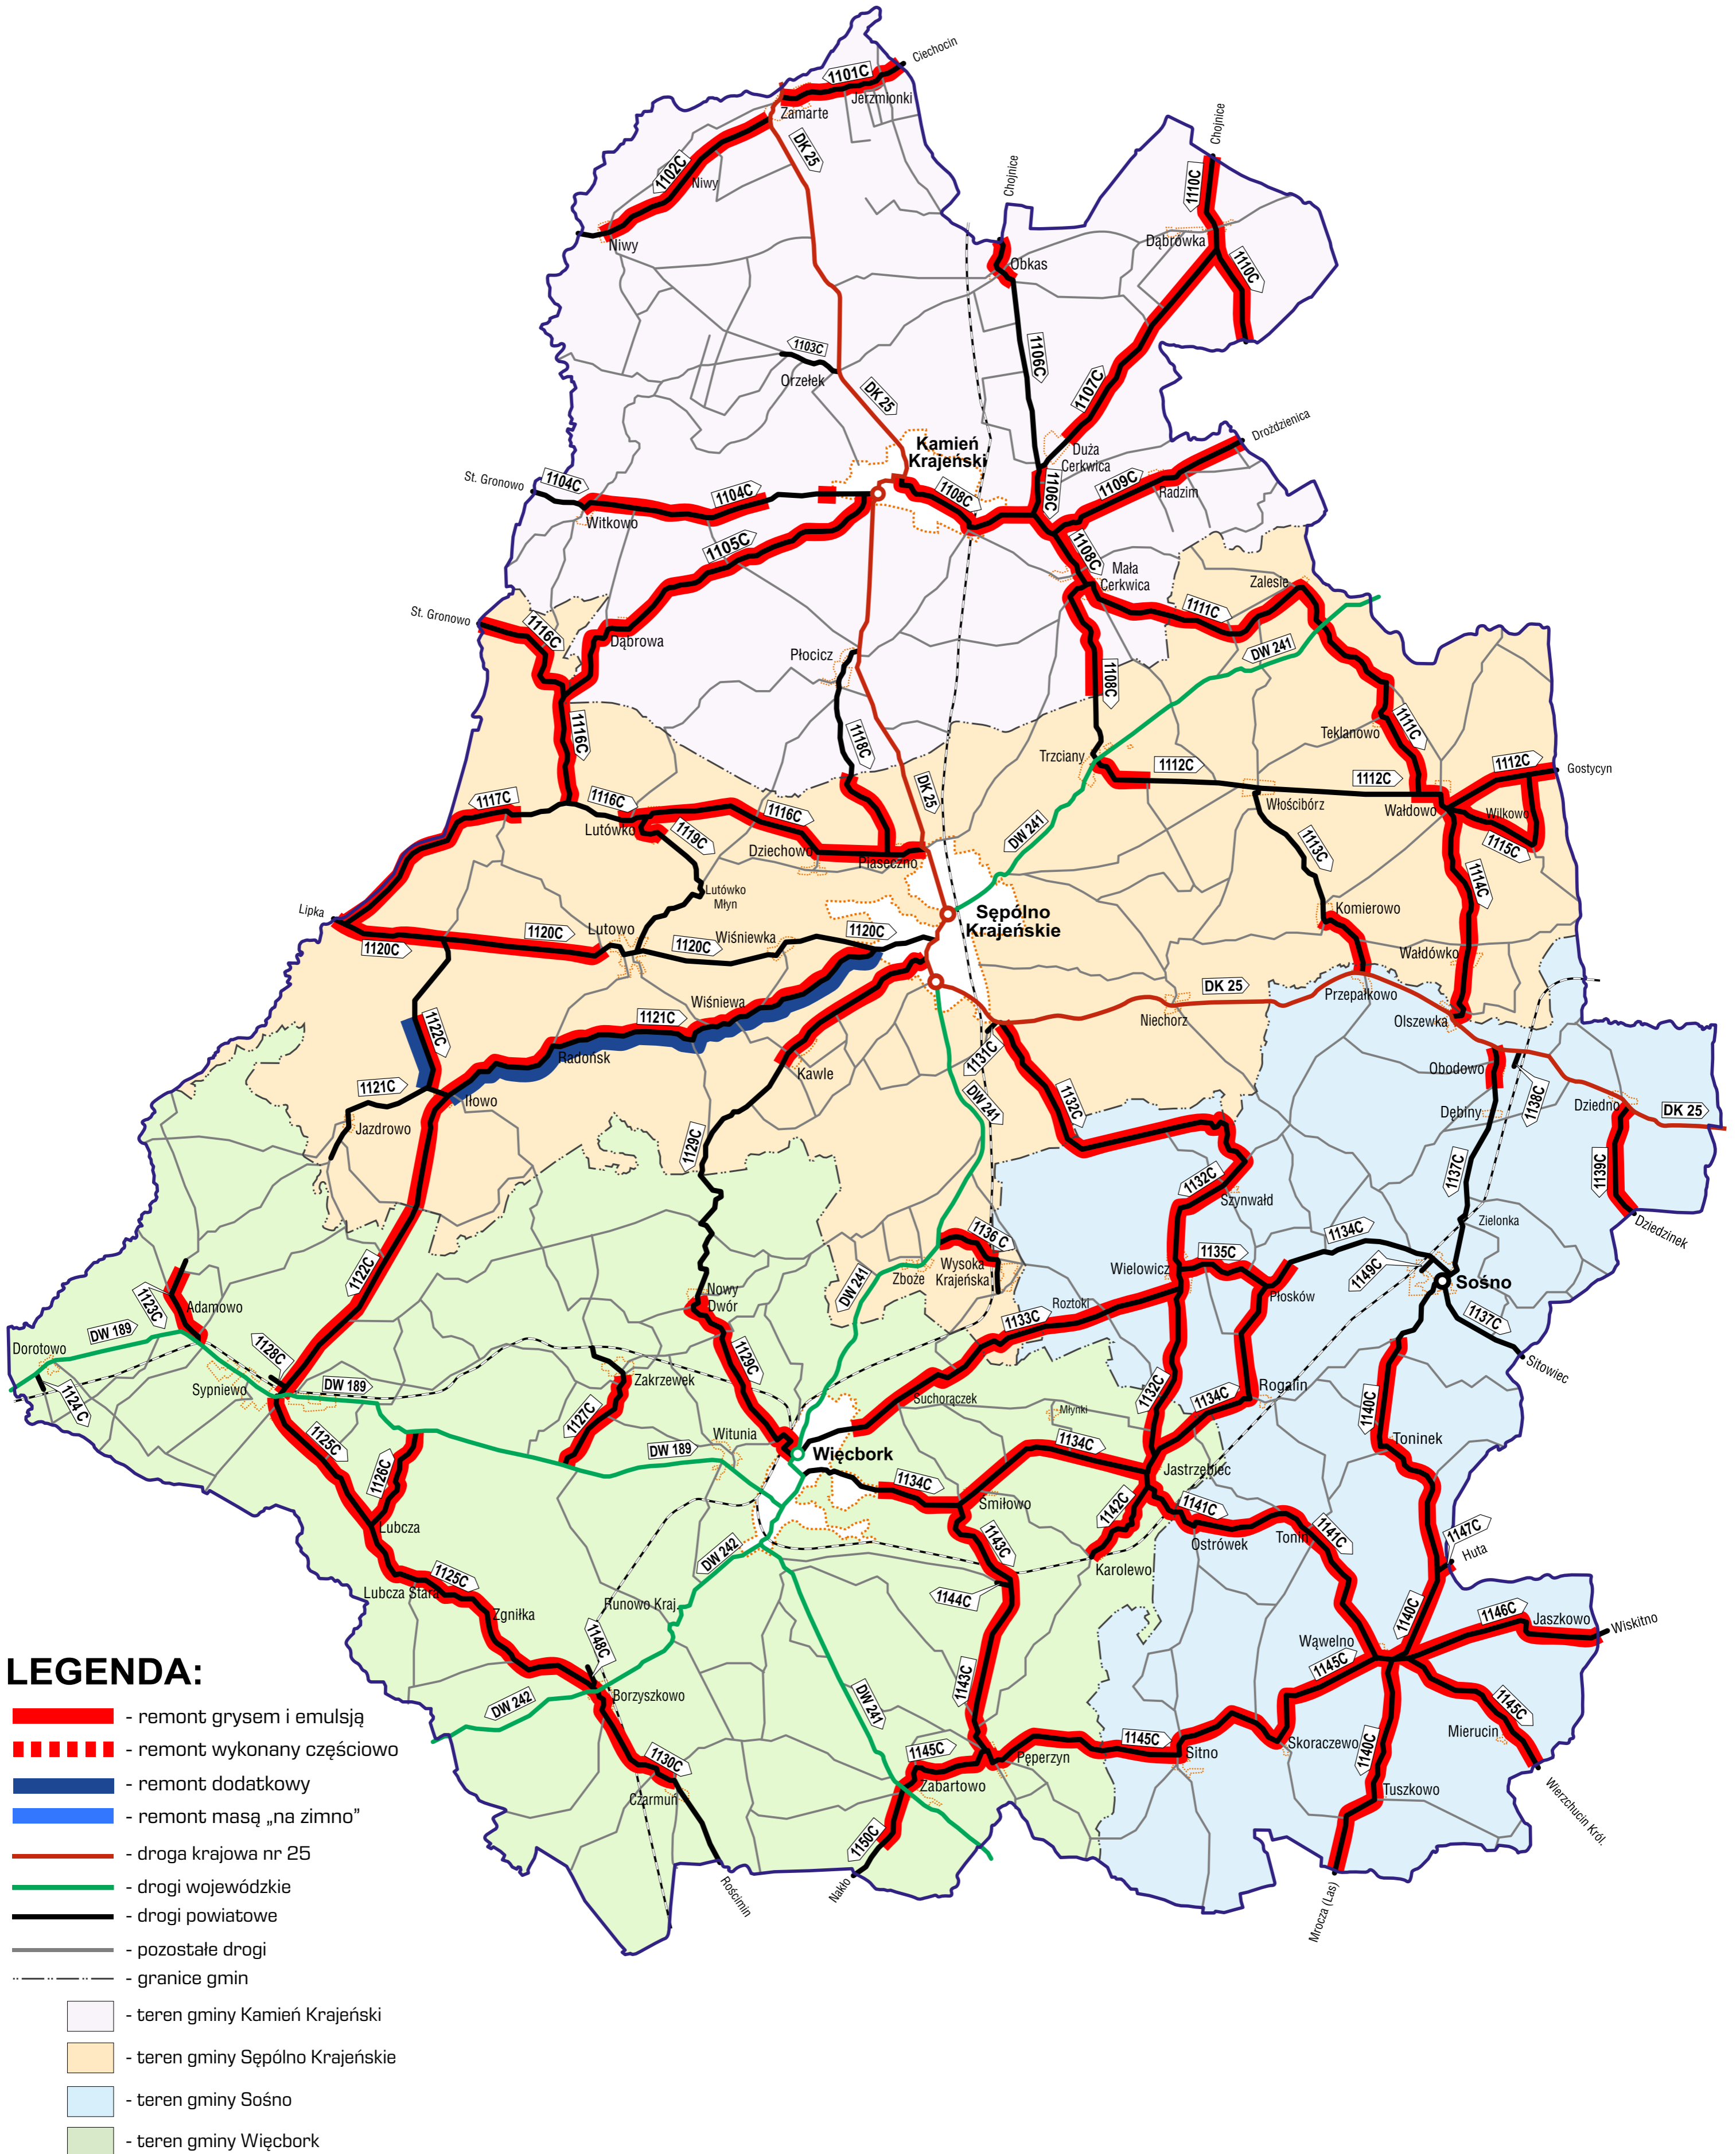 Ciechocin
1101C
Jerzmionki
Zamarte
DK 25
1102C
Niwy
Niwy
Chojnice
Chojnice
1110C
Dąbrówka
1110C
Obkas
1106C
1103C
Orzełek
DK 25
1107C
Kamień
Krajeński
Duża
Cerkwica
Drożdzienica
St. Gronowo
1104C
1104C
Witkowo
1108C
1106C
1109C
Radzim
1105C
1108C
Mała
Cerkwica
Zalesie
St. Gronowo
1116C
Dąbrowa
1111C
DW 241
Płocicz
1108C
1116C
1118C
Teklanowo
1111C
Trzciany
1112C
1112C
1112C
Gostycyn
DK 25
Włościbórz
Wałdowo
Wilkowo
1117C
1116C
Lutówko
1116C
1119C
Dziechowo
Piaseczno
DW 241
1113C
1115C
1114C
Lutówko
Młyn
Lipka
1120C
1120C
Lutowo
1120C
Wiśniewka
1120C
Sępólno
Krajeńskie
Komierowo
Wałdówko
Wiśniewa
1121C
1122C
Radońsk
Kawle
Niechorz
DK 25
Przepałkowo
Olszewka
1131C
1132C
Obodowo
1138C
Dębiny
Dziedno
DK 25
1121C
Iłowo
Jazdrowo
DW 241
1129C
1137C
1139C
1132C
Szynwałd
Dziedzinek
Zielonka
1134C
1136 C
Wysoka
Krajeńska
Zboże
DW 241
Wielowicz
1135C
1149C
Sośno
Płosków
1137C
Sitowiec
1122C
1123C
Adamowo
DW 189
Dorotowo
1124 C
Sypniewo
1128C
DW 189
Nowy
Dwór
1129C
Roztoki
1133C
Zakrzewek
1127C
Suchorączek
Młynki
1132C
1134C
Rogalin
1140C
Toninek
1125C
1126C
Witunia
DW 189
Więcbork
1134C
1134C
Jastrzębiec
Śmiłowo
1142C
1141C
Ostrówek
Tonin
1141C
Lubcza
1147C
Huta
1143C
Karolewo
1144C
DW 242
1125C
Lubcza Stara
Zgniłka
Runowo Kraj.
1148C
1140C
1146C
Jaszkowo
Wiskitno
Wąwelno
1145C
1143C
DW 241
Borzyszkowo
DW 242
1130C
Czarmuń
1145C
Pęperzyn
1145C
Sitno
Skoraczewo
Mierucin
1145C
Zabartowo
1140C
Tuszkowo
Wierzchucin Król.
1150C
Nakło
Rościmin
Mrocza (Las)
LEGENDA:
- remont grysem i emulsją
- remont wykonany częściowo
- remont dodatkowy
- remont masą „na zimno”
- droga krajowa nr 25
- drogi wojewódzkie
- drogi powiatowe
- pozostałe drogi
- granice gmin
- teren gminy Kamień Krajeński
- teren gminy Sępólno Krajeńskie
- teren gminy Sośno
- teren gminy Więcbork